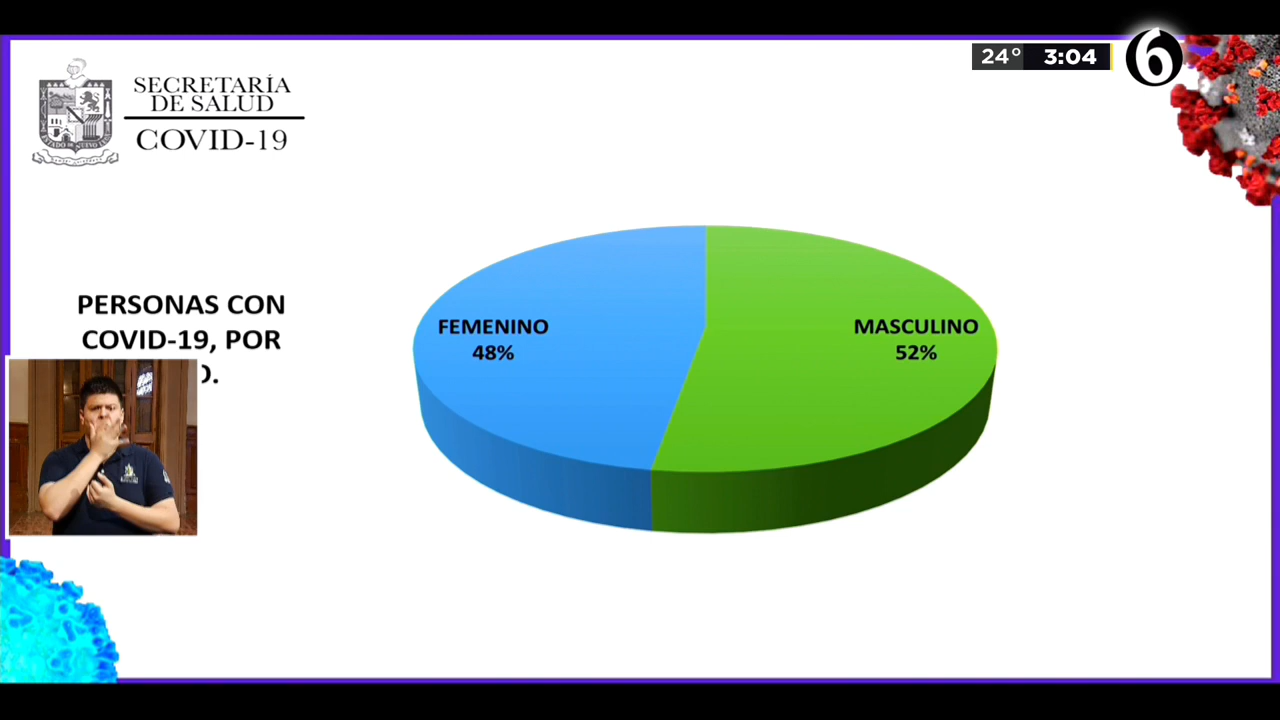 24° 3:04 6
SECRETARÍA
DE SALUD
COVID-19
PERSONAS CON
COVID-19, POR
O.
FEMENINO
48%
MASCULINO
52%